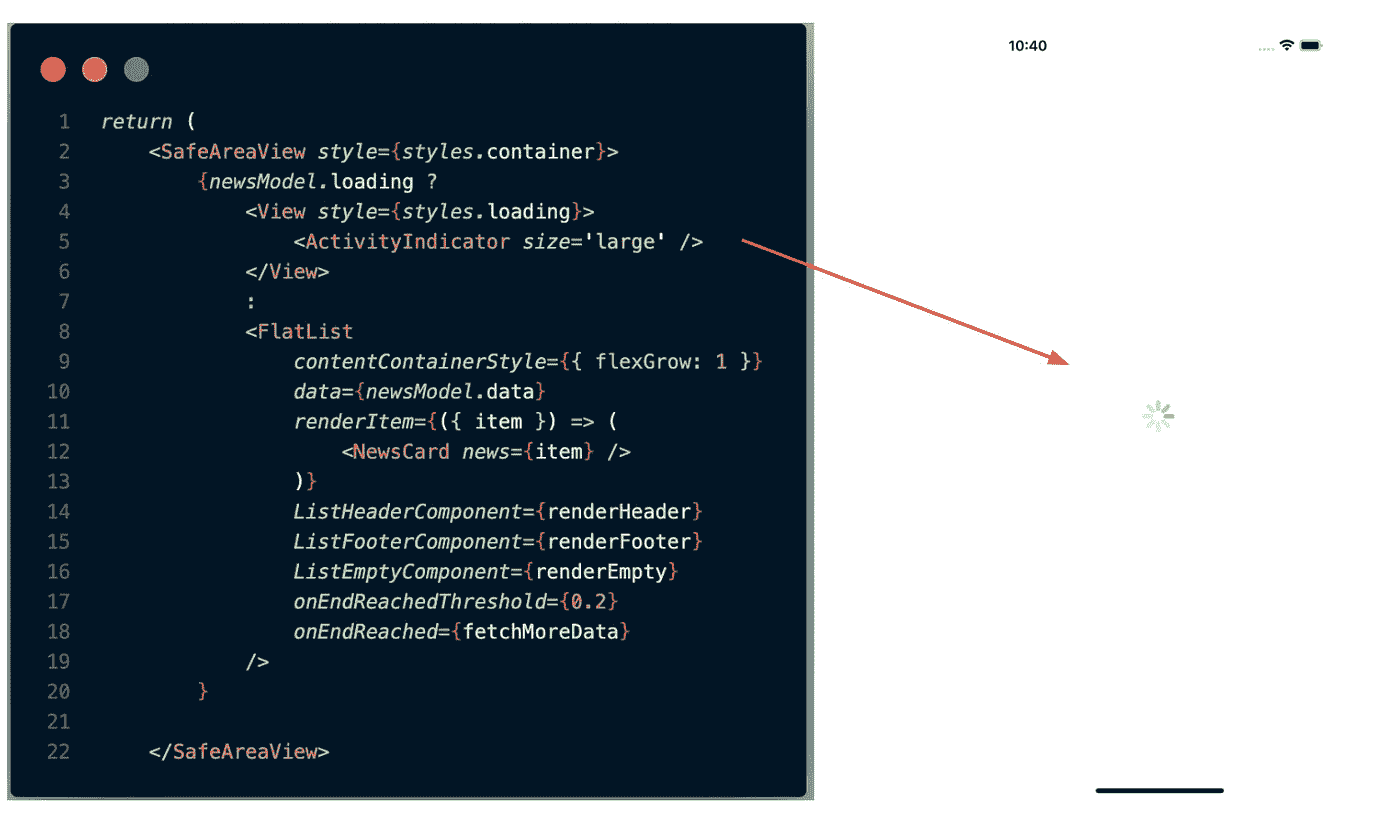 1 return (
2 <SafeAreaView style={styles.container}>
3 {newsModel.loading ?
4 <View style={styles.loading}>
5 <ActivityIndicator size='large' />
6 </View>
7 :
8 <FlatList
9 contentContainerStyle={{ flexGrow: 1 }}
10 data={newsModel.data}
11 renderItem={({ item }) => (
12 <NewsCard news={item} />
13 )}
14 ListHeaderComponent={renderHeader}
15 ListFooterComponent={renderFooter}
16 ListEmptyComponent={renderEmpty}
17 onEndReachedThreshold={0.2}
18 onEndReached={fetchMoreData}
19 />
20 }
21
22 </SafeAreaView>
10:40